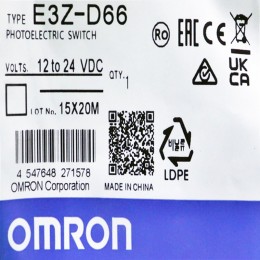 TYPE E3Z-D66
PHOTOELECTRIC SWITCH
VOLTS. 12 to 24 VDC QTY. 1
LOT No. 15X20M
4 547648 271578
OMRON Corporation
MADE IN CHINA
LDPE
RO EAC CE
UK CA
OMRON